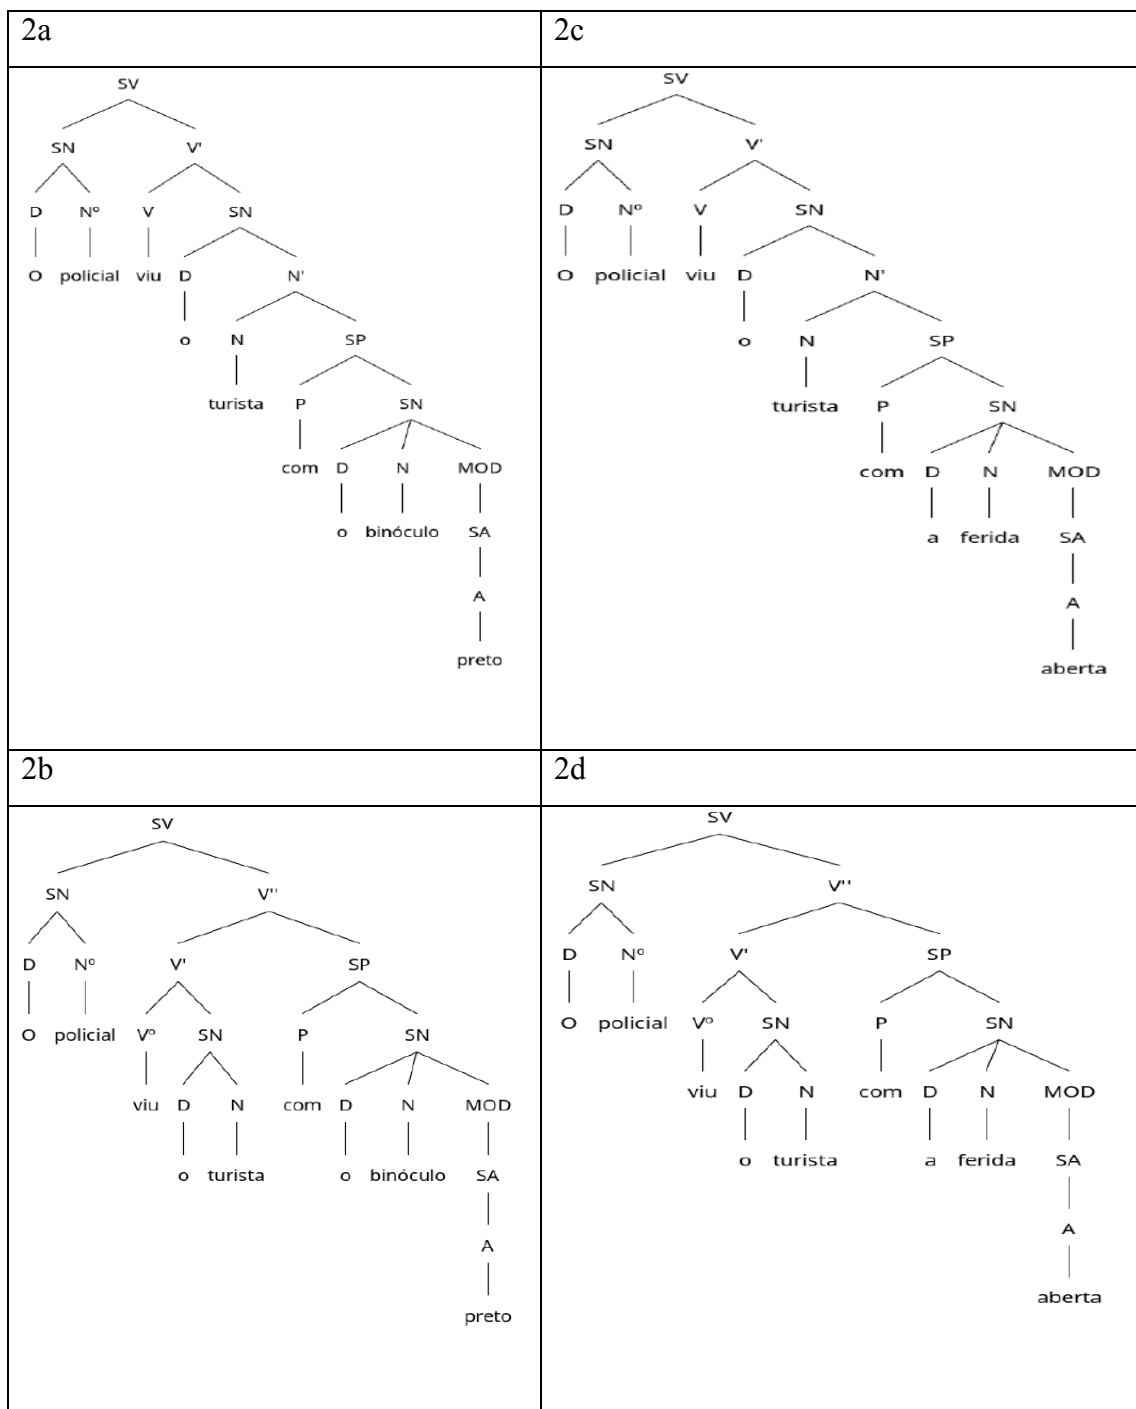 2a
SV
SN V'
D Nº V SN
O policial viu D N'
o N SP
turista P SN
com D N MOD
o binóculo SA
A
preto
2c
SV
SN V'
D Nº V SN
O policial viu D N'
o N SP
turista P SN
com D N MOD
a ferida SA
A
aberta
2b
SV
SN V''
D Nº V' SP
O policial Vº SN P SN
viu D N com D N MOD
o turista o binóculo SA
A
preto
2d
SV
SN V''
D Nº V' SP
O policial Vº SN P SN
viu D N com D N MOD
o turista a ferida SA
A
aberta